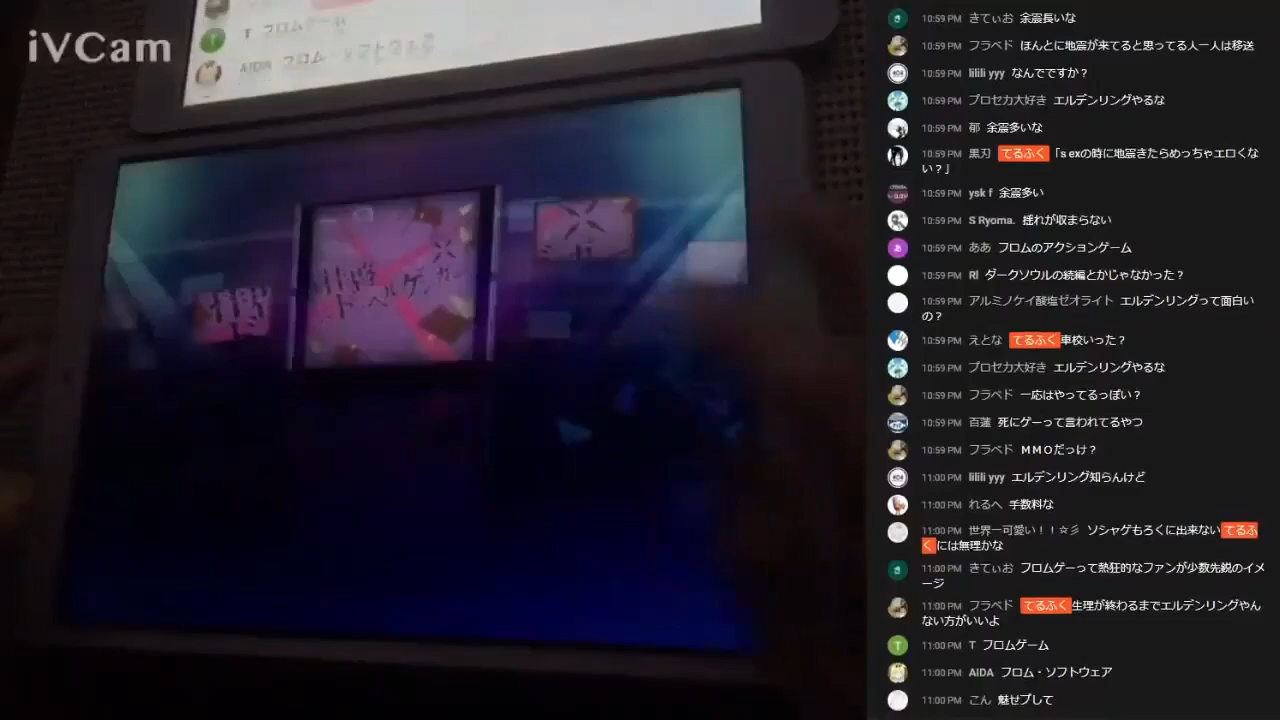 iVCam
T フロムゲーム
AIDA フロム・ソフトウェア
10:59 PM きてぃお 余震長いな
10:59 PM フラベド ほんとに地震が来てると思ってる人一人は移送
10:59 PM lilili yyy なんでですか？
10:59 PM プロセカ大好き エルデンリングやるな
10:59 PM 郁 余震多いな
10:59 PM 黒刃 てるふく「s exの時に地震きたらめっちゃエロくな
い？」
10:59 PM ysk f 余震多い
10:59 PM S Ryoma. 揺れが収まらない
10:59 PM ああ フロムのアクションゲーム
10:59 PM RI ダークソウルの続編とかじゃなかった？
10:59 PM アルミノケイ酸塩ゼオライト エルデンリングって面白い
の？
10:59 PM えとな てるふく車校いった？
10:59 PM プロセカ大好き エルデンリングやるな
10:59 PM フラベド 一応はやってるっぽい？
10:59 PM 百蓮 死にゲーって言われてるやつ
10:59 PM フラベド ＭＭＯだっけ？
11:00 PM lilili yyy エルデンリング知らんけど
11:00 PM れるへ 手数料な
11:00 PM 世界一可愛い！！☆彡 ソシャゲもろくに出来ないてるふ
くには無理かな
11:00 PM きてぃお フロムゲーって熱狂的なファンが少数先鋭のイメ
ージ
11:00 PM フラベド てるふく生理が終わるまでエルデンリングやん
ない方がいいよ
11:00 PM T フロムゲーム
11:00 PM AIDA フロム・ソフトウェア
11:00 PM こん 魅せプして